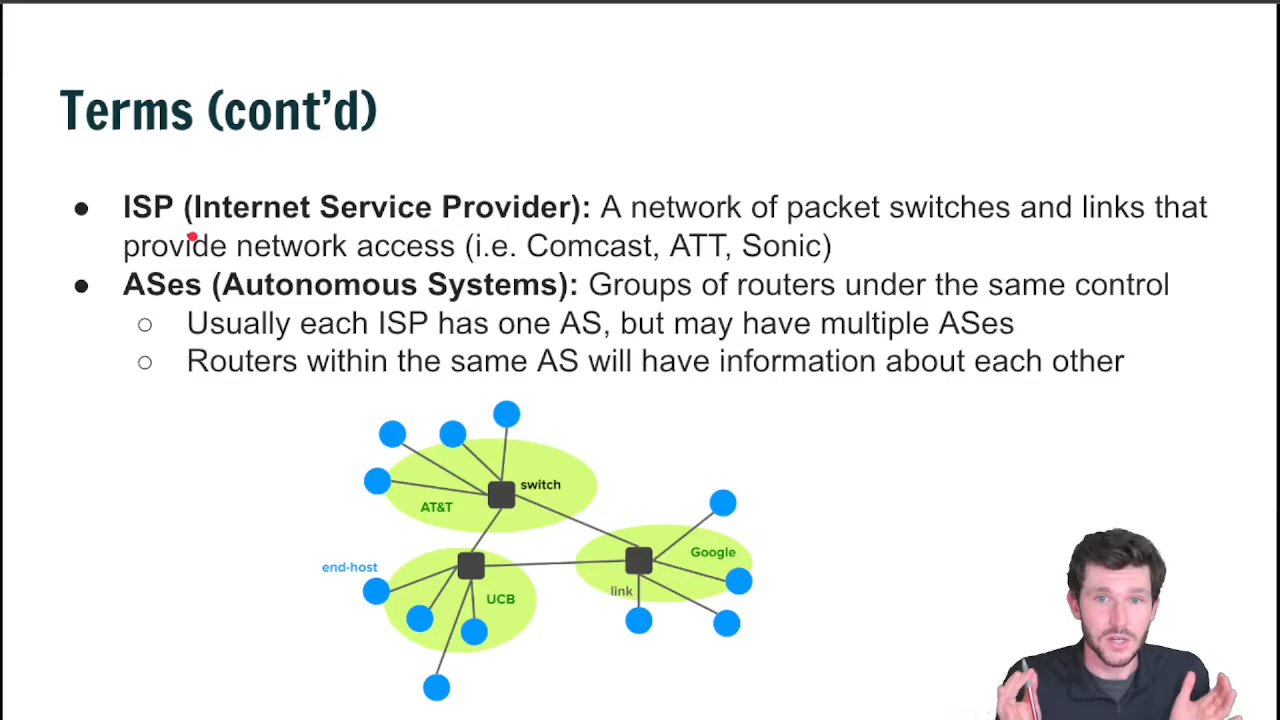 Terms (cont'd)
● ISP (Internet Service Provider): A network of packet switches and links that
provide network access (i.e. Comcast, ATT, Sonic)
● ASes (Autonomous Systems): Groups of routers under the same control
○ Usually each ISP has one AS, but may have multiple ASes
○ Routers within the same AS will have information about each other
switch
AT&T
Google
end-host
link
UCB